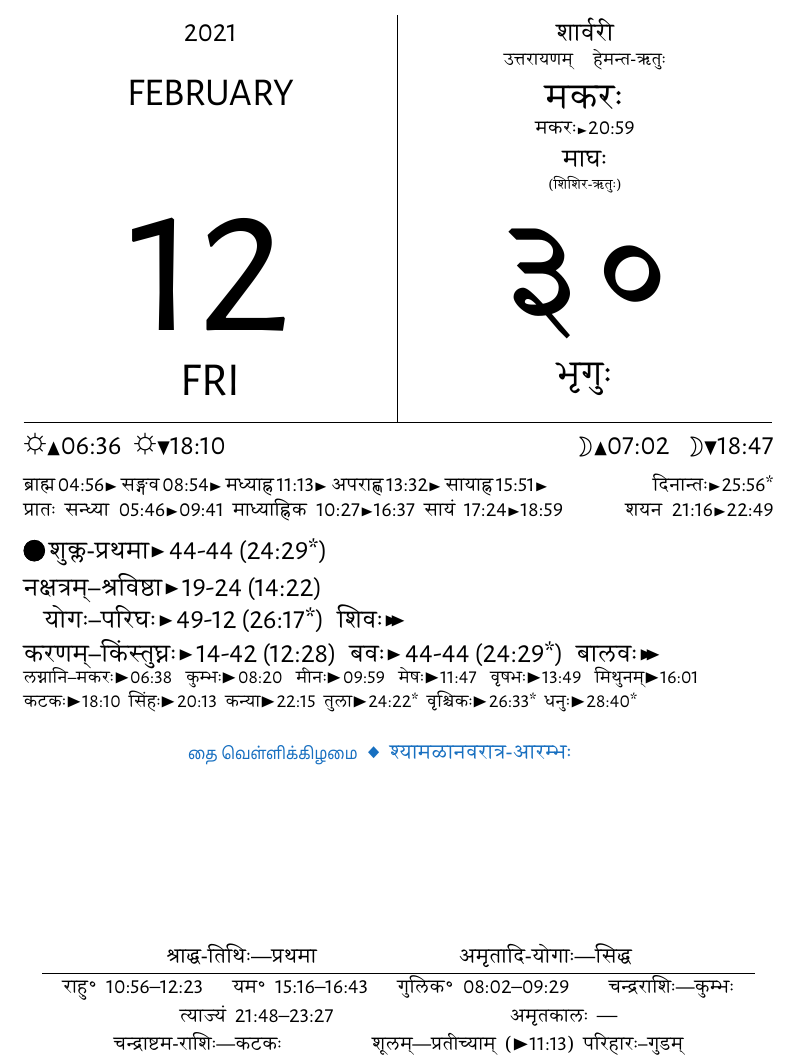 2021
FEBRUARY
12
FRI
शार्वरी
उत्तरायणम् हेमन्त-ऋतुः
मकरः
मकरः►20:59
माघः
(शिशिर-ऋतुः)
३०
भृगुः
☼▲06:36 ☼▼18:10 ☽▲07:02 ☽▼18:47
ब्राह्म04:56► सङ्गव08:54► मध्याह्न11:13► अपराह्ण13:32► सायाह्न15:51► दिनान्तः►25:56*
प्रातः सन्ध्या 05:46►09:41 माध्याह्निक 10:27►16:37 सायं 17:24►18:59 शयन 21:16►22:49
●शुक्ल-प्रथमा►44-44 (24:29*)
नक्षत्रम्–श्रविष्ठा►19-24 (14:22)
योगः–परिघः►49-12 (26:17*) शिवः►►
करणम्–किंस्तुघ्नः►14-42 (12:28) बवः►44-44 (24:29*) बालवः►►
लग्नानि–मकरः►06:38 कुम्भः►08:20 मीनः►09:59 मेषः►11:47 वृषभः►13:49 मिथुनम्►16:01
कटकः►18:10 सिंहः►20:13 कन्या►22:15 तुला►24:22* वृश्चिकः►26:33* धनुः►28:40*
தை வெள்ளிக்கிழமை ◆ श्यामळानवरात्र-आरम्भः
श्राद्ध-तिथिः—प्रथमा अमृतादि-योगाः—सिद्ध
राहु॰ 10:56–12:23 यम॰ 15:16–16:43 गुलिक॰ 08:02–09:29 चन्द्रराशिः—कुम्भः
त्याज्यं 21:48–23:27 अमृतकालः —
चन्द्राष्टम-राशिः—कटकः शूलम्—प्रतीच्याम् (►11:13) परिहारः–गुडम्